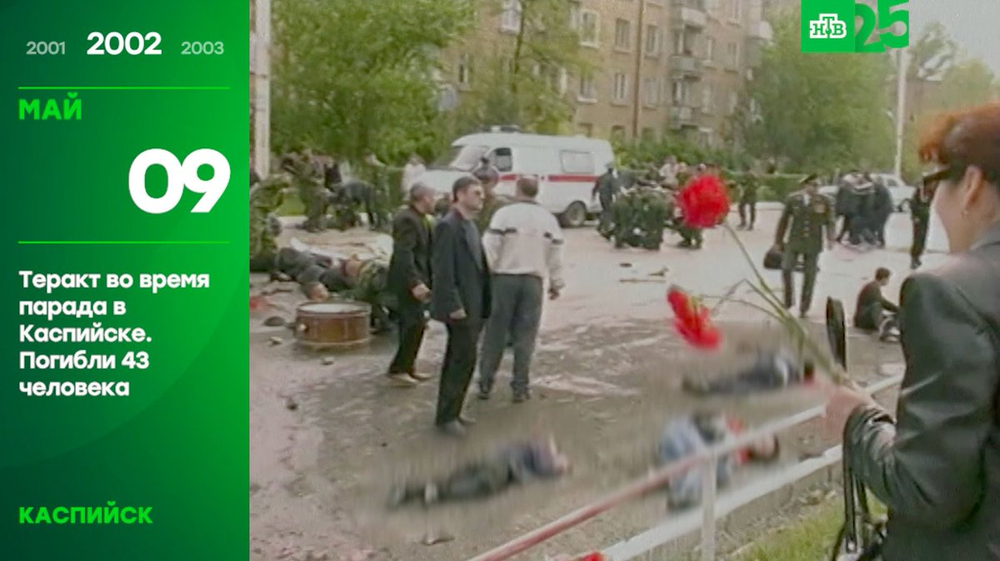 2001 2002 2003
МАЙ
09
Теракт во время
парада в
Каспийске.
Погибли 43
человека
КАСПИЙСК
НТВ 25